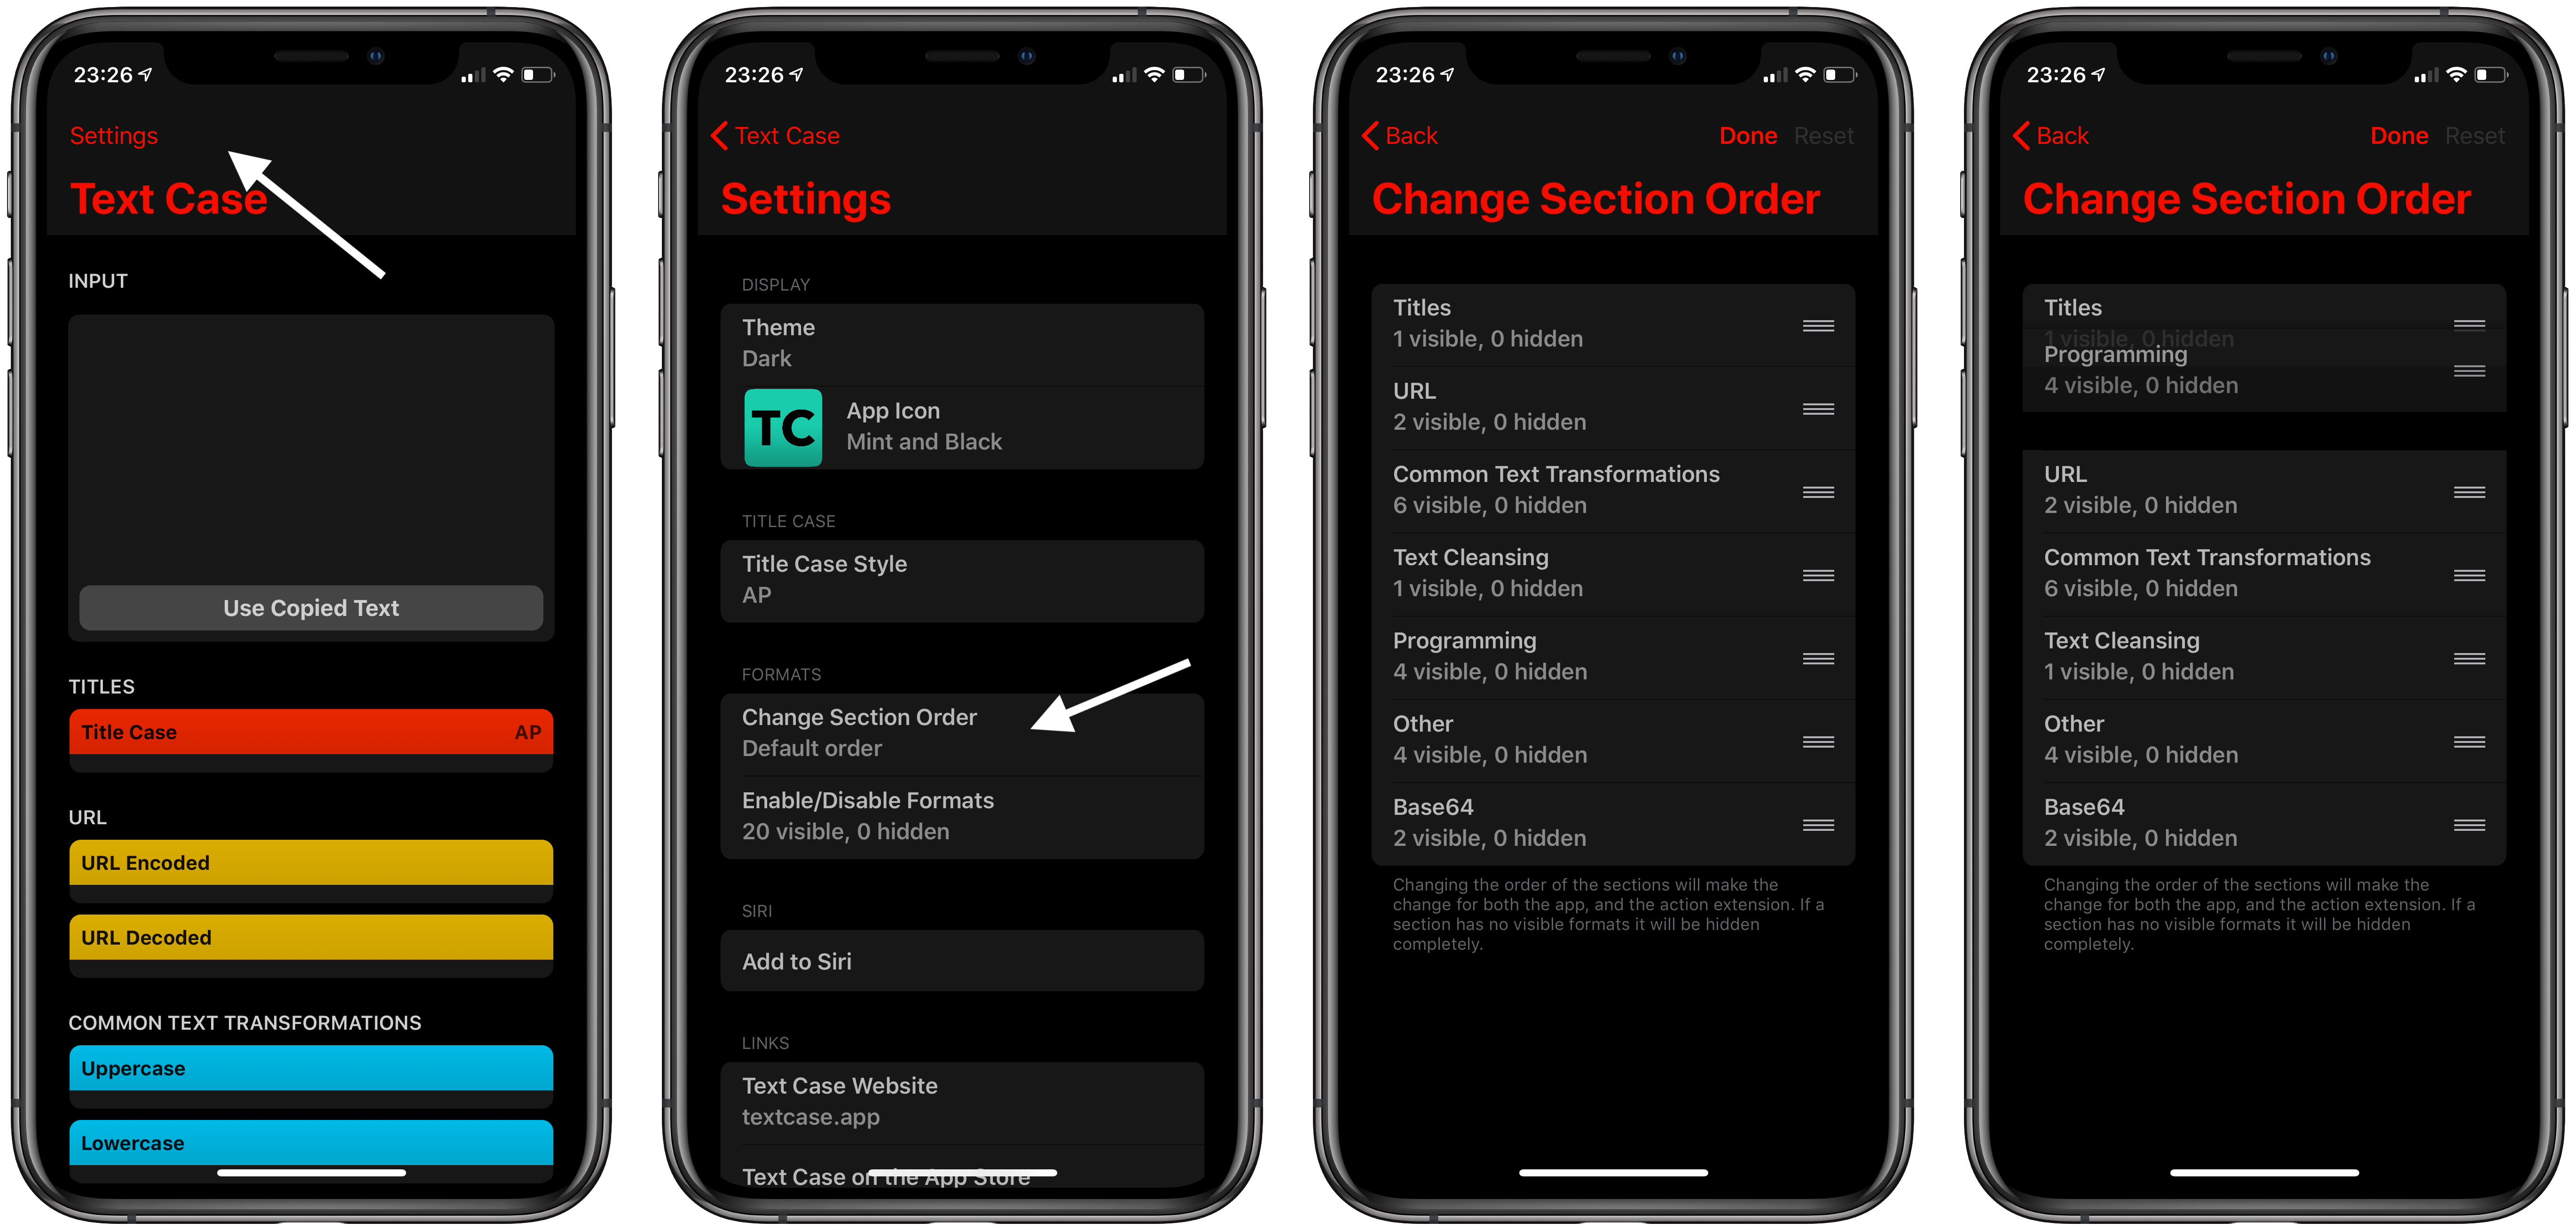 23:26
Settings
Text Case
INPUT
Use Copied Text
TITLES
Title Case AP
URL
URL Encoded
URL Decoded
COMMON TEXT TRANSFORMATIONS
Uppercase
Lowercase
23:26
Text Case
Settings
DISPLAY
Theme
Dark
TC
App Icon
Mint and Black
TITLE CASE
Title Case Style
AP
FORMATS
Change Section Order
Default order
Enable/Disable Formats
20 visible, 0 hidden
SIRI
Add to Siri
LINKS
Text Case Website
textcase.app
Text Case on the App Store
23:26
Back Done Reset
Change Section Order
Titles
1 visible, 0 hidden
URL
2 visible, 0 hidden
Common Text Transformations
6 visible, 0 hidden
Text Cleansing
1 visible, 0 hidden
Programming
4 visible, 0 hidden
Other
4 visible, 0 hidden
Base64
2 visible, 0 hidden
Changing the order of the sections will make the
change for both the app, and the action extension. If a
section has no visible formats it will be hidden
completely.
23:26
Back Done Reset
Change Section Order
Titles
1 visible, 0 hidden
Programming
4 visible, 0 hidden
URL
2 visible, 0 hidden
Common Text Transformations
6 visible, 0 hidden
Text Cleansing
1 visible, 0 hidden
Other
4 visible, 0 hidden
Base64
2 visible, 0 hidden
Changing the order of the sections will make the
change for both the app, and the action extension. If a
section has no visible formats it will be hidden
completely.